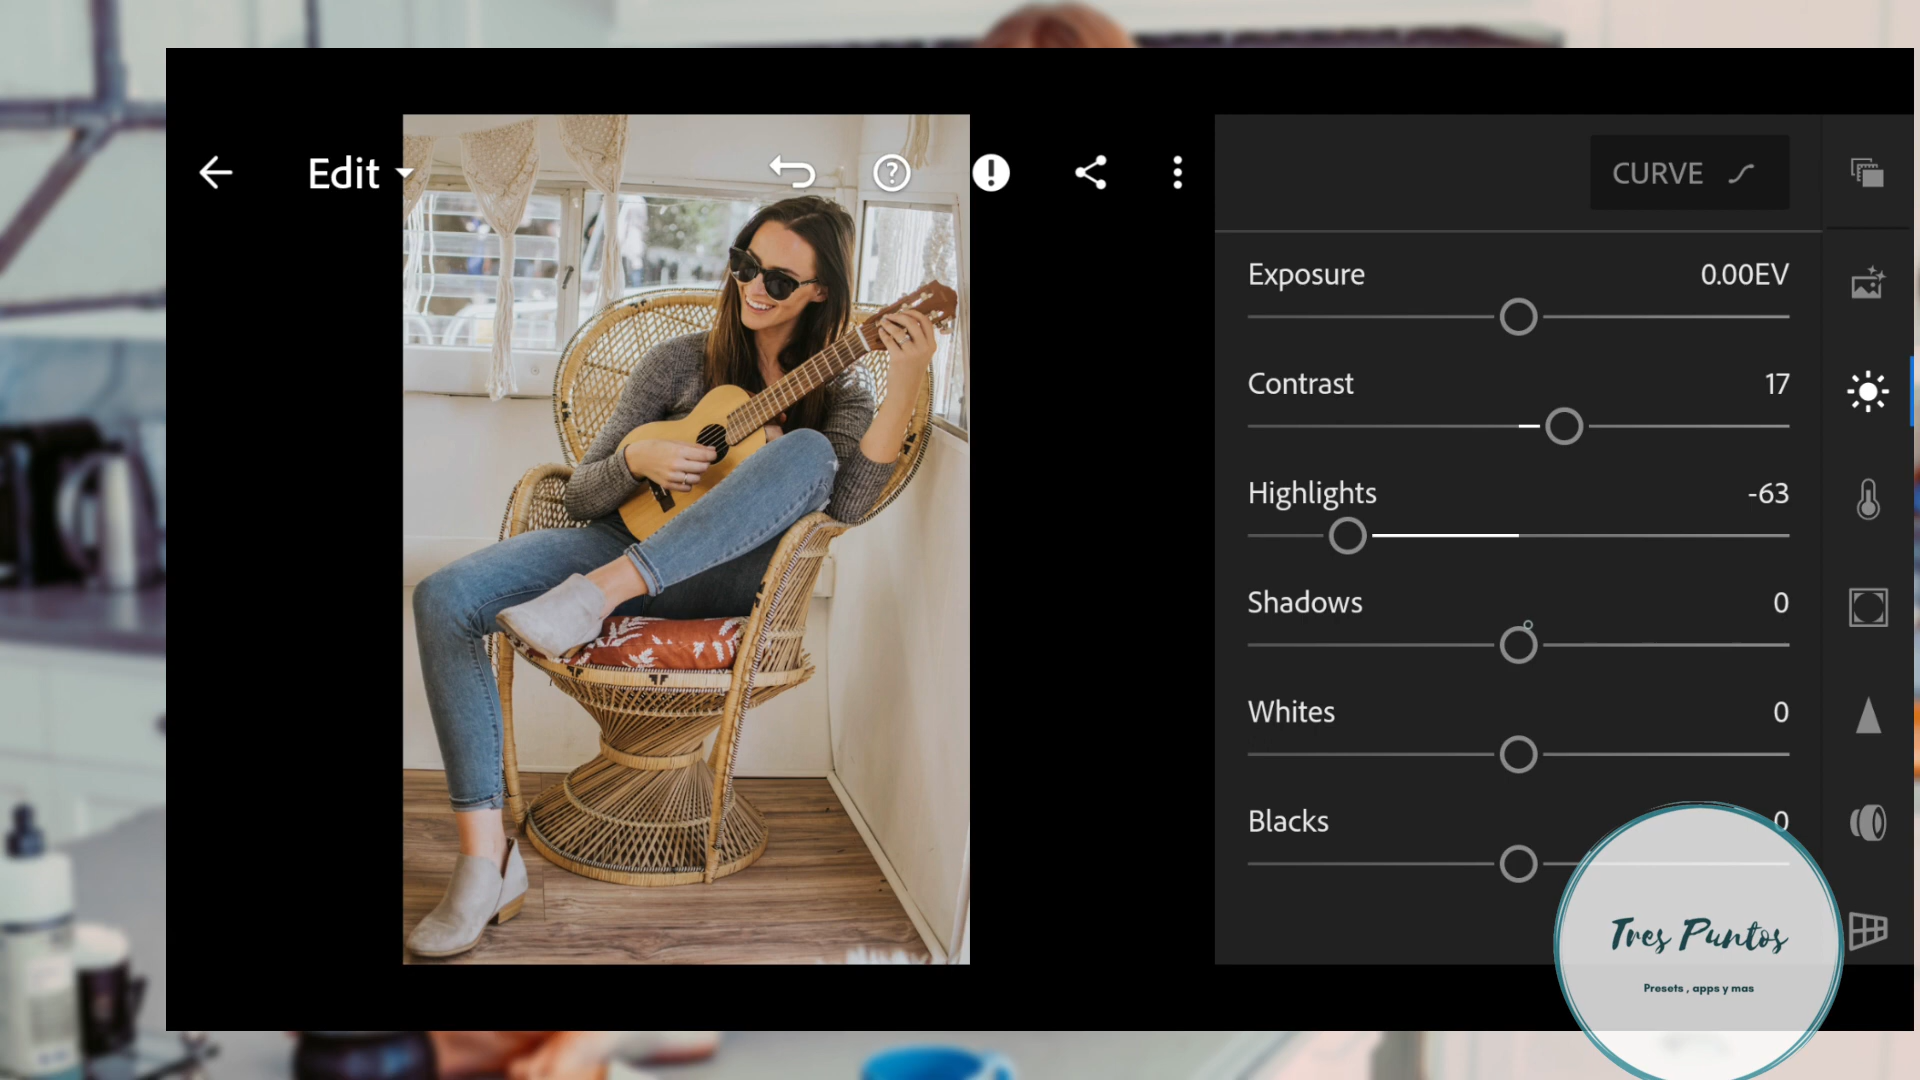 Edit
CURVE
Exposure 0.00EV
Contrast 17
Highlights -63
Shadows 0
Whites 0
Blacks 0
Tres Puntos
Presets , apps y mas